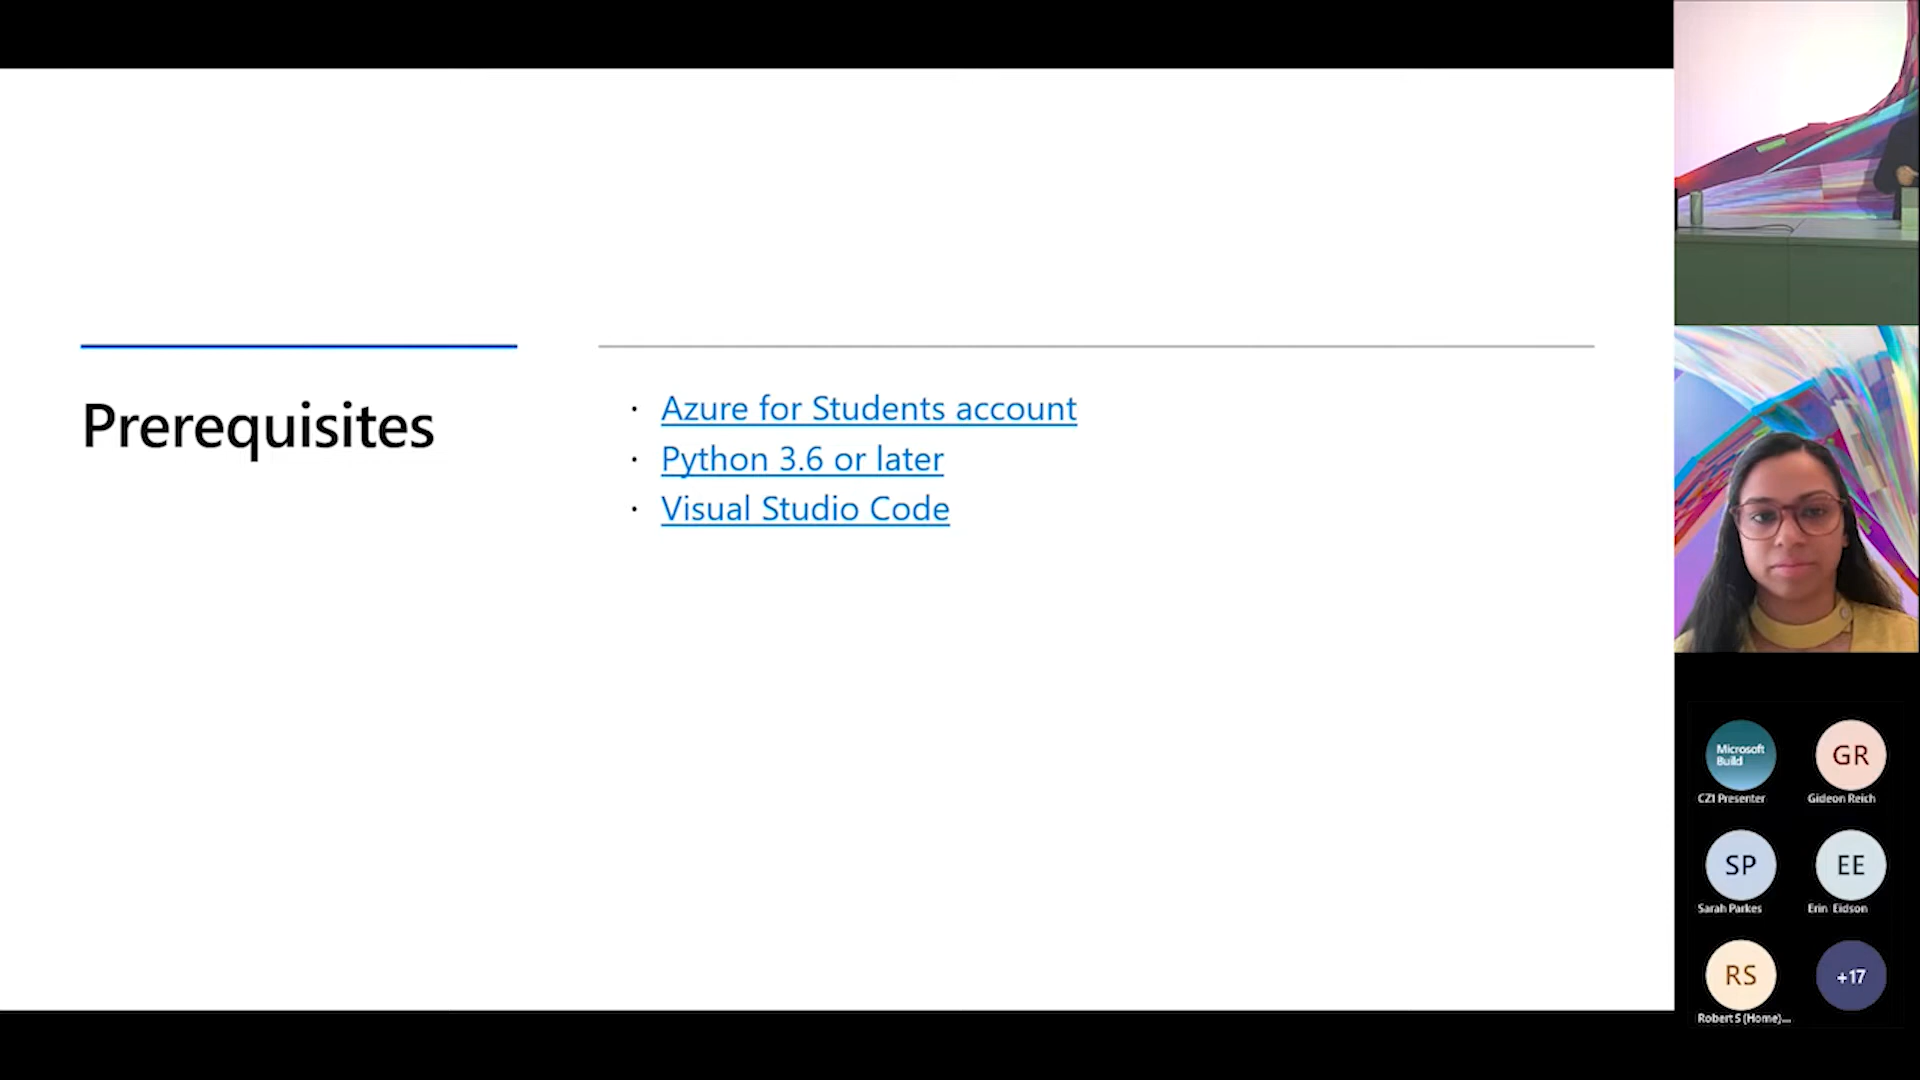 Prerequisites
· Azure for Students account
· Python 3.6 or later
· Visual Studio Code
Microsoft
Build
CZ1 Presenter
GR
Gideon Reich
SP
Sarah Parkes
EE
Erin Eidson
RS
Robert S (Home)...
+17